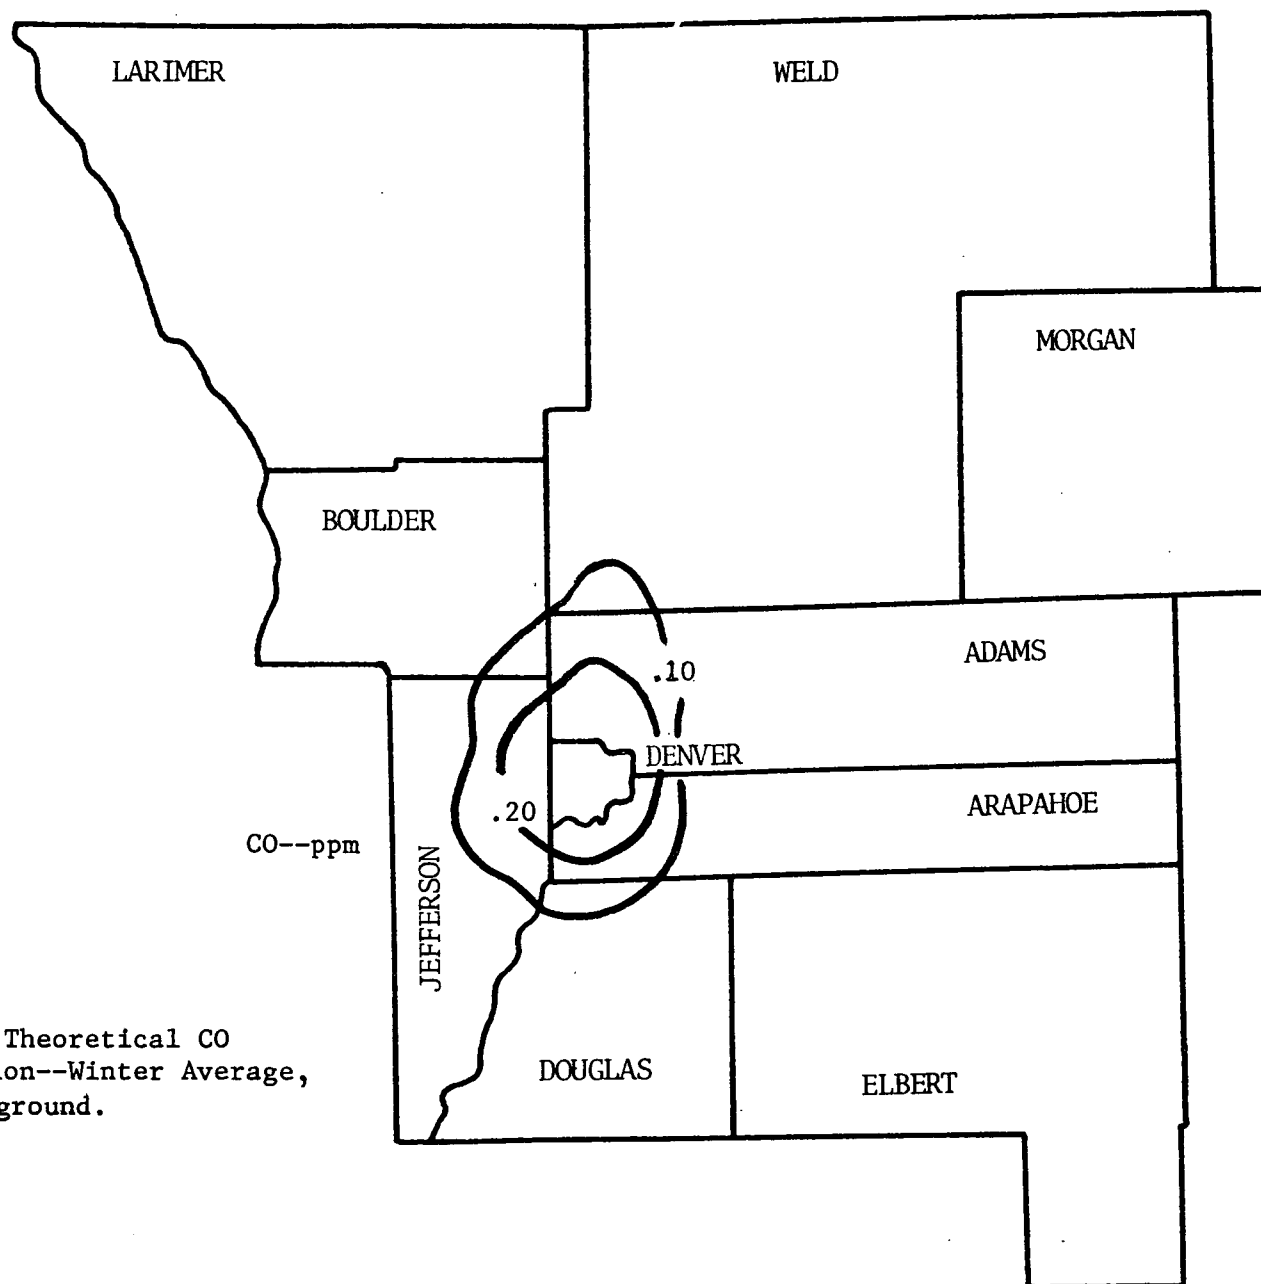 LARIMER
WELD
MORGAN
BOULDER
ADAMS
.10
DENVER
ARAPAHOE
.20
CO--ppm
JEFFERSON
Theoretical CO
on--Winter Average,
ground.
DOUGLAS
ELBERT